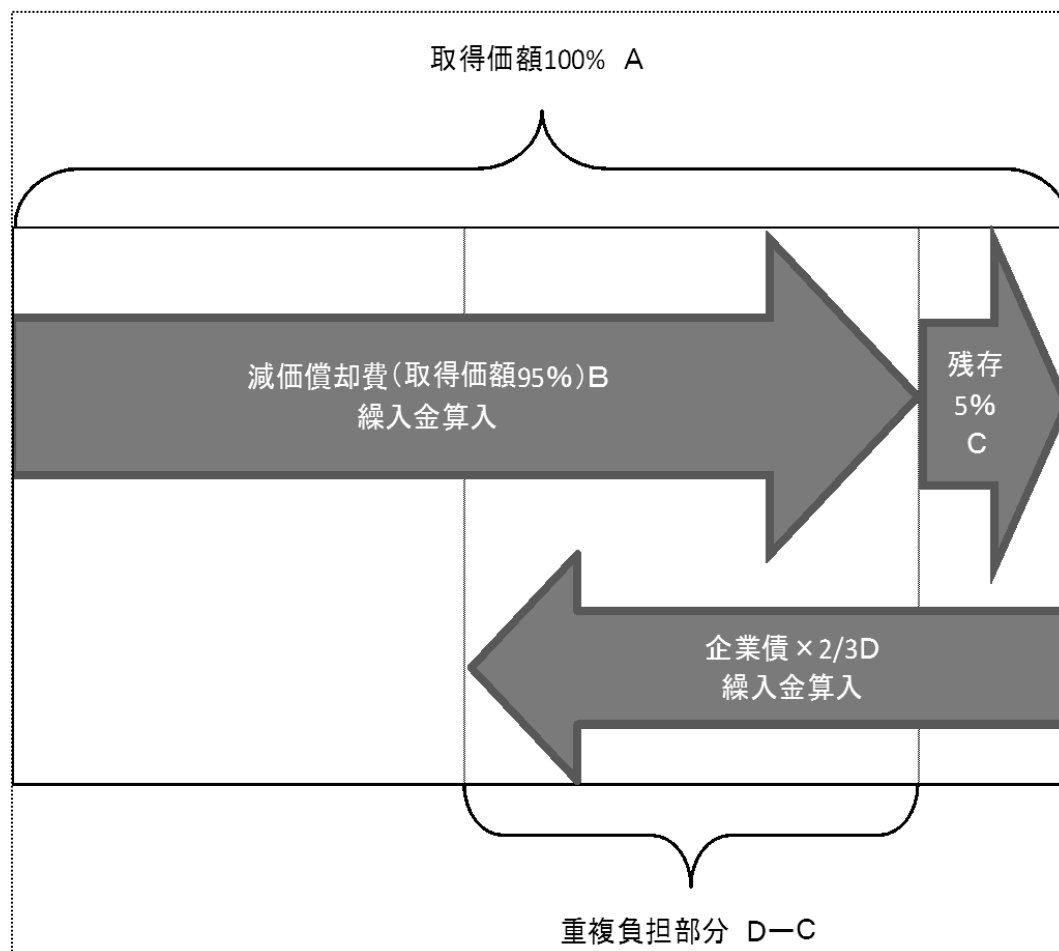 取得価額100% A
減価償却費(取得価額95%)B
繰入金算入
残存
5%
C
企業債×2/3D
繰入金算入
重複負担部分 D―C